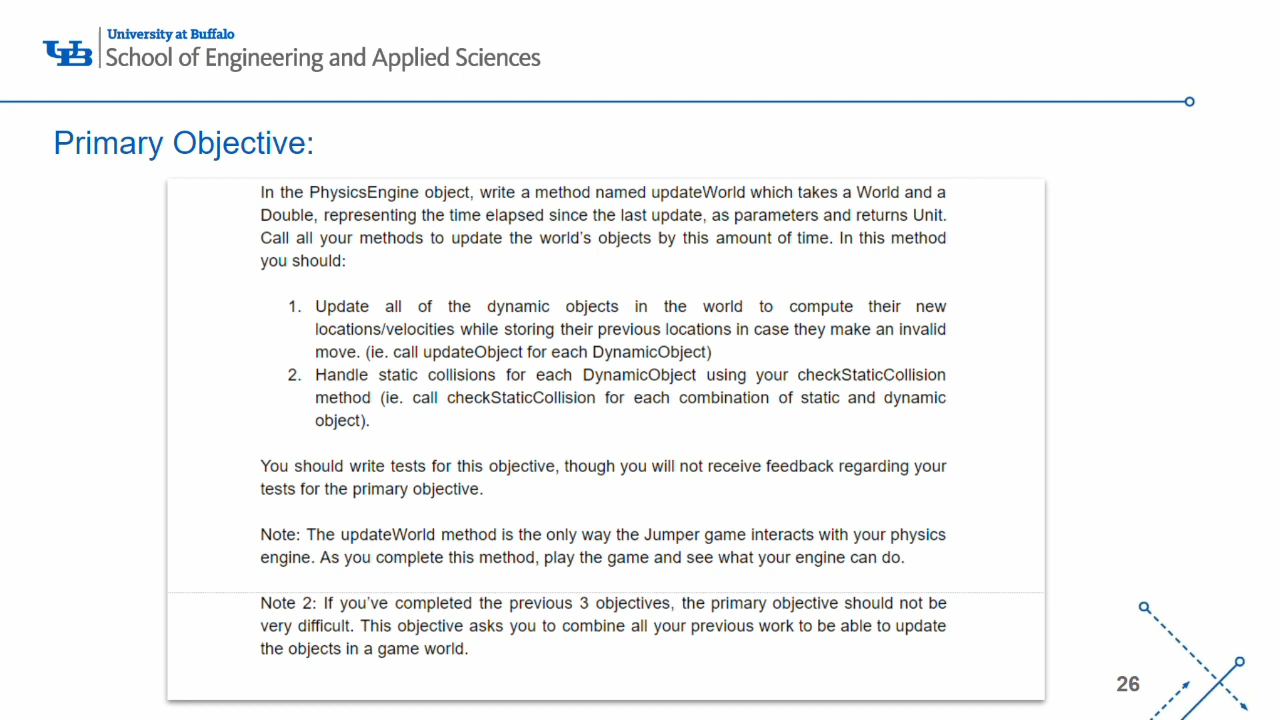 University at Buffalo
School of Engineering and Applied Sciences
Primary Objective:
In the PhysicsEngine object, write a method named updateWorld which takes a World and a
Double, representing the time elapsed since the last update, as parameters and returns Unit.
Call all your methods to update the world's objects by this amount of time. In this method
you should:
1. Update all of the dynamic objects in the world to compute their new
locations/velocities while storing their previous locations in case they make an invalid
move. (ie. call updateObject for each DynamicObject)
2. Handle static collisions for each DynamicObject using your checkStaticCollision
method (ie. call checkStaticCollision for each combination of static and dynamic
object).
You should write tests for this objective, though you will not receive feedback regarding your
tests for the primary objective.
Note: The updateWorld method is the only way the Jumper game interacts with your physics
engine. As you complete this method, play the game and see what your engine can do.
Note 2: If you've completed the previous 3 objectives, the primary objective should not be
very difficult. This objective asks you to combine all your previous work to be able to update
the objects in a game world.
26